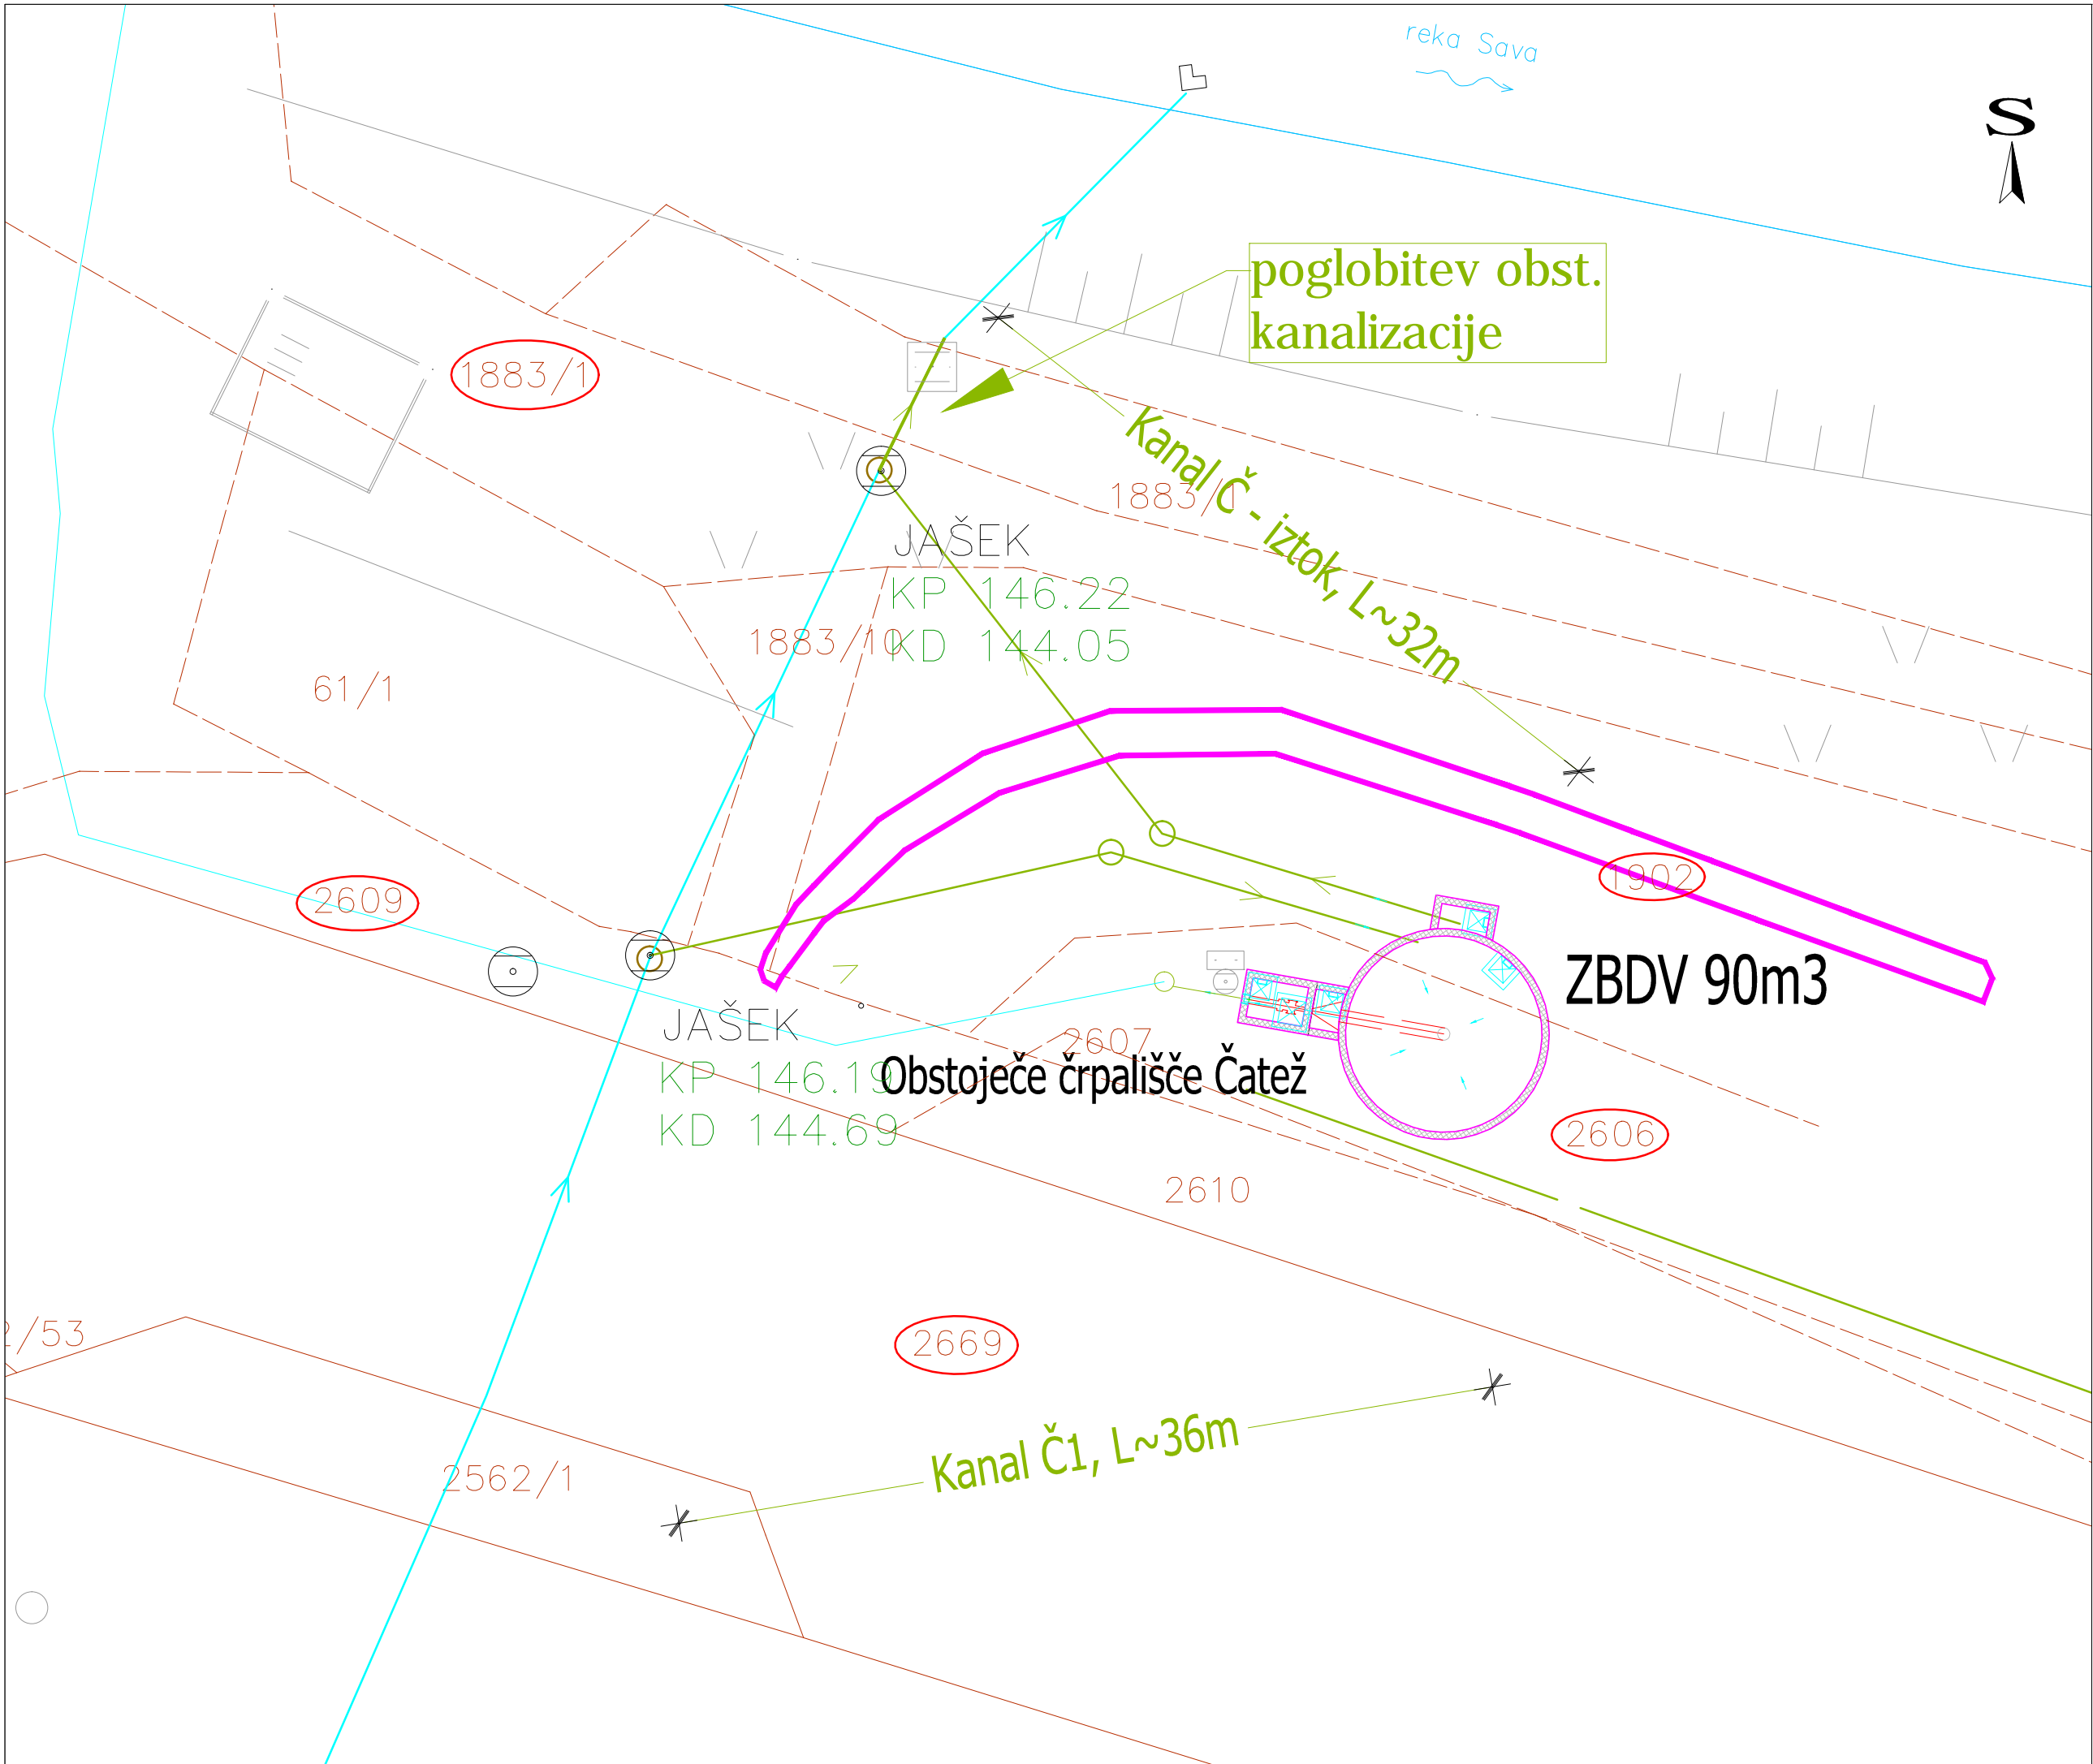 reka Sava
S
poglobitev obst.
kanalizacije
1883/1
Kanal Č - iztok, L~32m
1883/1
JAŠEK
KP 146.22
KD 144.05
1883/10
61/1
1902
2609
ZBDV 90m3
JAŠEK
KP 146.19
KD 144.69
2607
Obstoječe črpališče Čatež
2606
2610
2669
/53
Kanal Č1, L~36m
2562/1